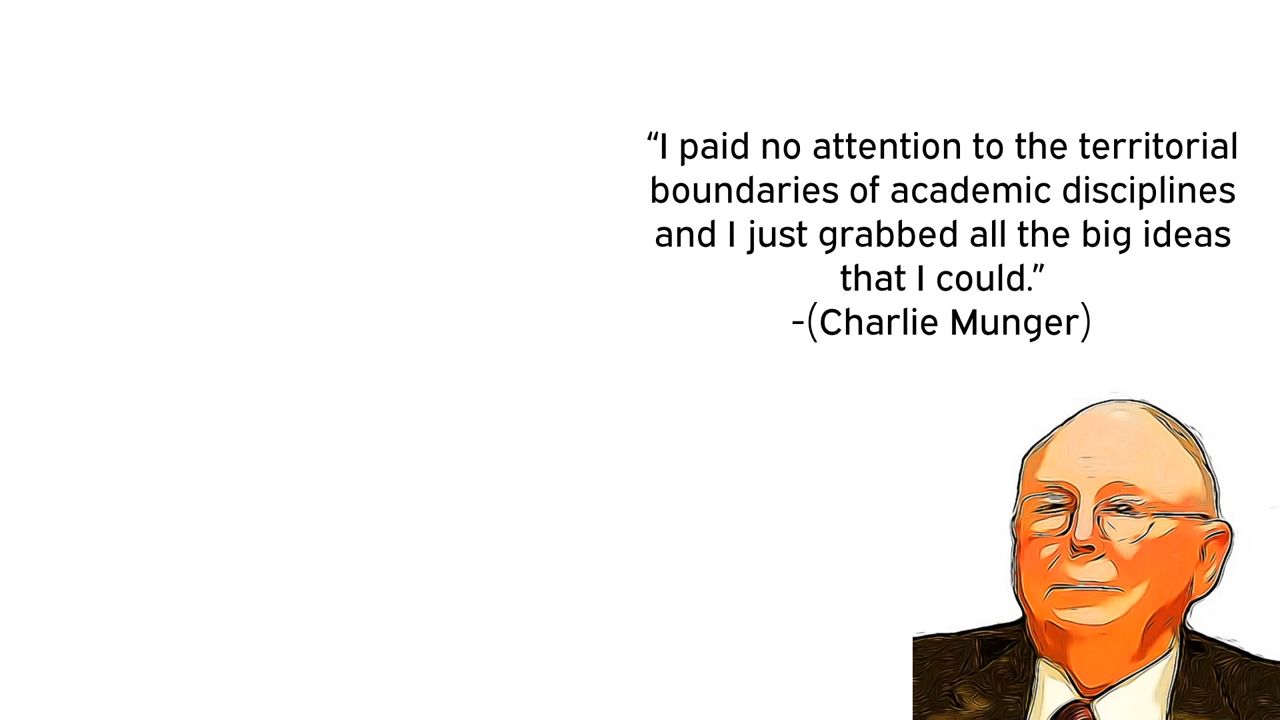 “I paid no attention to the territorial
boundaries of academic disciplines
and I just grabbed all the big ideas
that I could.”
-(Charlie Munger)